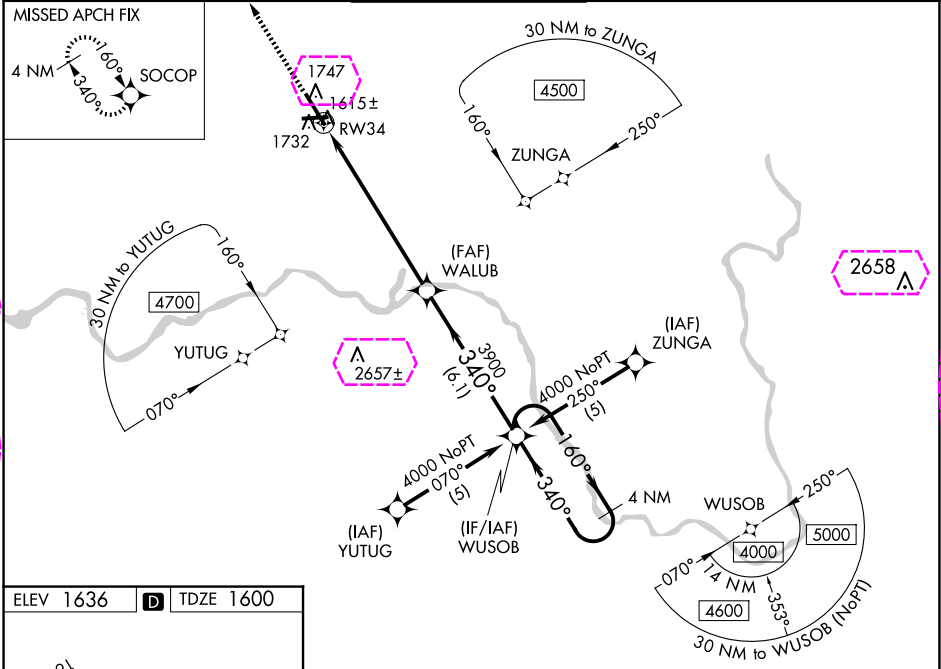 MISSED APCH FIX
4 NM
160°
340°
SOCOP
1747
1615±
1732
RW34
30 NM to ZUNGA
4500
160°
250°
ZUNGA
30 NM to YUTUG
160°
4700
YUTUG
070°
(FAF)
WALUB
2658
2657±
3900
340°
(6.1)
(IAF)
ZUNGA
4000 NoPT
250°
(5)
4000 NoPT
070°
(5)
160°
340°
4 NM
(IAF)
YUTUG
(IF/IAF)
WUSOB
WUSOB
250°
5000
4000
070°
14 NM
4600
353°
30 NM to WUSOB (NoPT)
ELEV 1636 D TDZE 1600